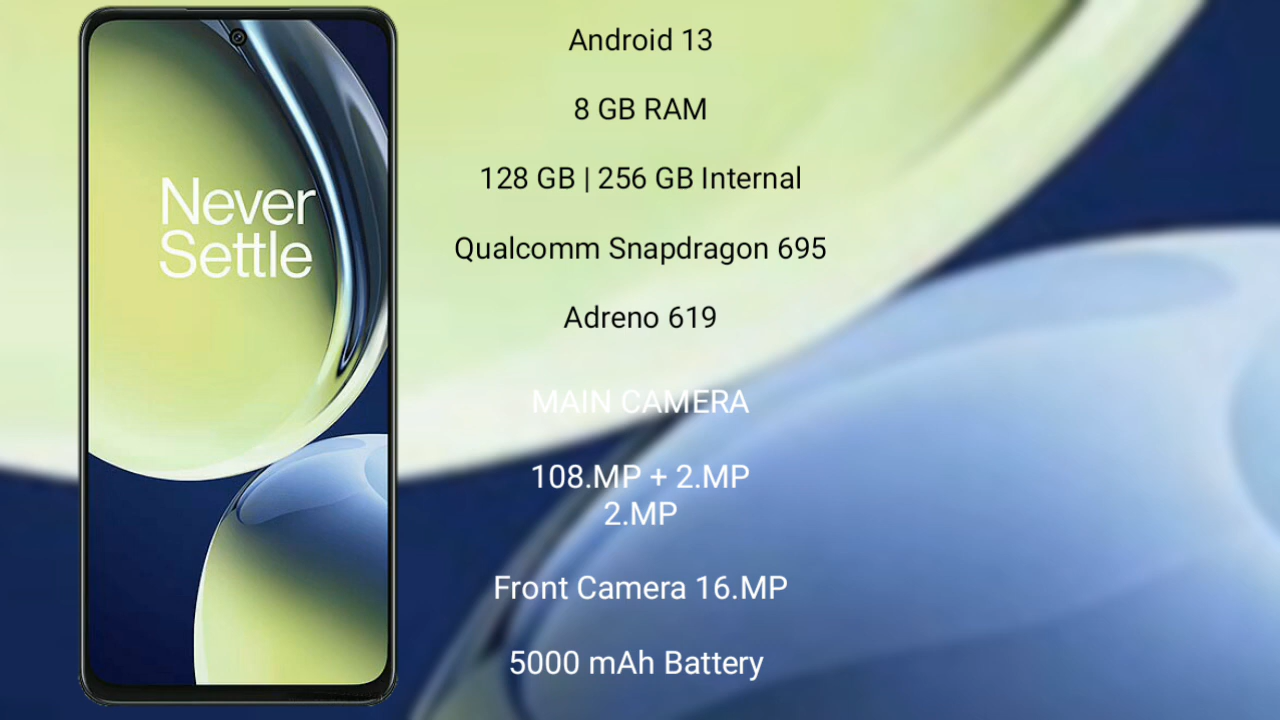 Never
Settle
Android 13
8 GB RAM
128 GB | 256 GB Internal
Qualcomm Snapdragon 695
Adreno 619
MAIN CAMERA
108.MP + 2.MP
2.MP
Front Camera 16.MP
5000 mAh Battery